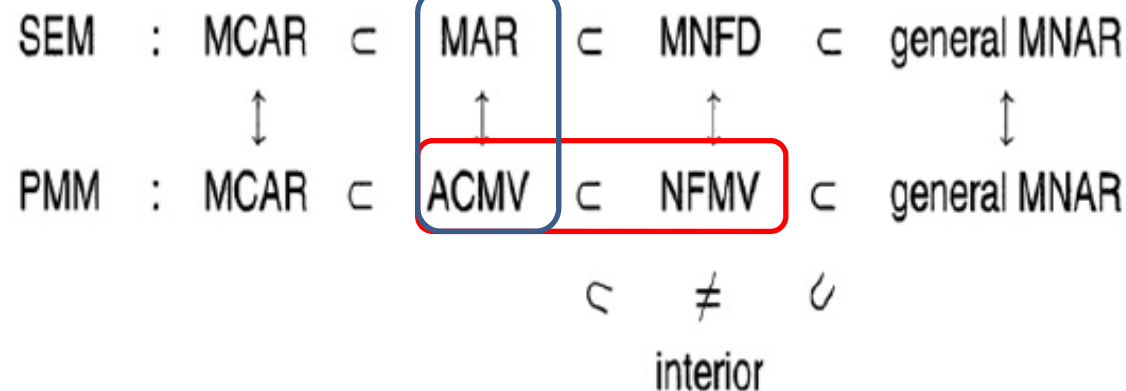 SEM : MCAR ⊂ MAR ⊂ MNFD ⊂ general MNAR
↕ ↕ ↕ ↕
PMM : MCAR ⊂ ACMV ⊂ NFMV ⊂ general MNAR
⊂ ≠ ⊃
interior